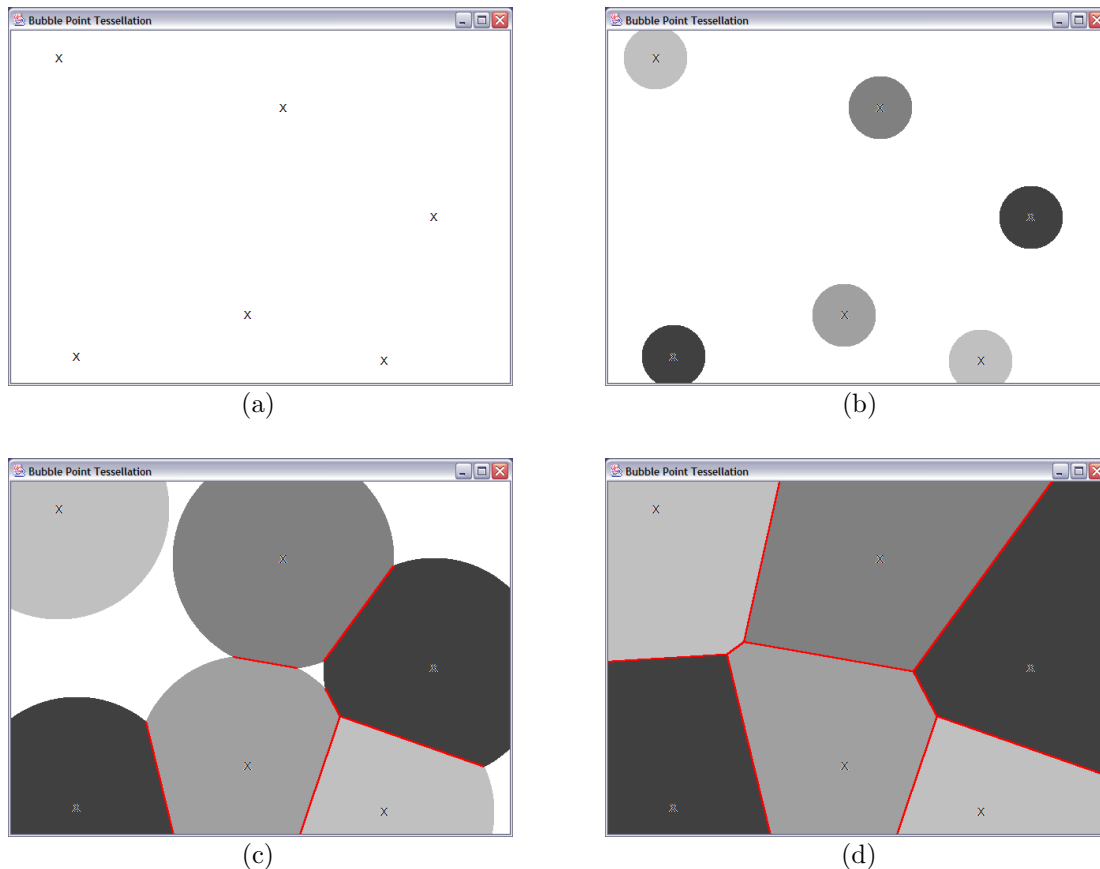 Bubble Point Tessellation
X
X
X
X
X
X
(a)
Bubble Point Tessellation
X
X
X
X
X
X
(b)
Bubble Point Tessellation
X
X
X
X
X
X
(c)
Bubble Point Tessellation
X
X
X
X
X
X
(d)